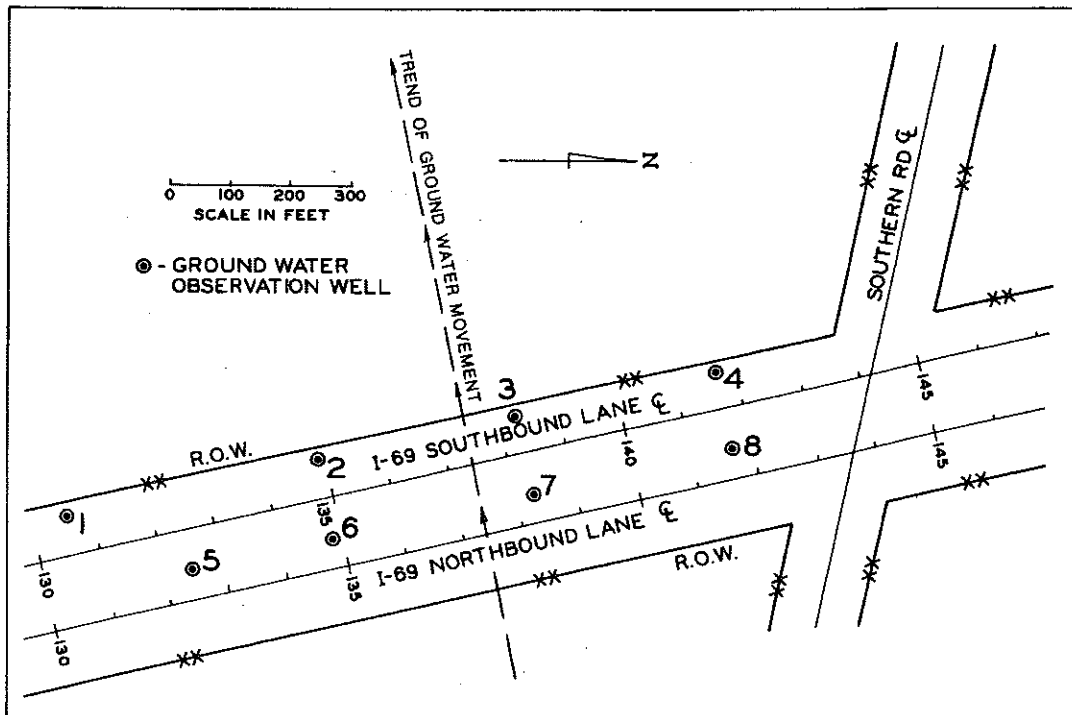 TREND OF GROUND WATER MOVEMENT
N
SOUTHERN RD ℄
0 100 200 300
SCALE IN FEET
- GROUND WATER
OBSERVATION WELL
R.O.W.
I-69 SOUTHBOUND LANE ℄
I-69 NORTHBOUND LANE ℄
R.O.W.
1
2
3
4
5
6
7
8
130
135
140
145
130
135
140
145